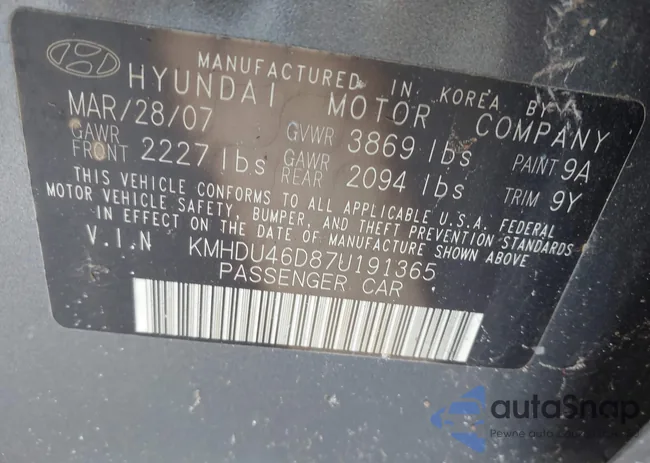 MANUFACTURED IN KOREA BY
HYUNDAI MOTOR COMPANY
MAR/28/07 GVWR 3869 lbs PAINT 9A
GAWR FRONT 2227 lbs GAWR REAR 2094 lbs TRIM 9Y
THIS VEHICLE CONFORMS TO ALL APPLICABLE U.S.A. FEDERAL
MOTOR VEHICLE SAFETY, BUMPER, AND THEFT PREVENTION STANDARDS
IN EFFECT ON THE DATE OF MANUFACTURE SHOWN ABOVE.
V.I.N KMHDU46D87U191365
PASSENGER CAR
autoSnap